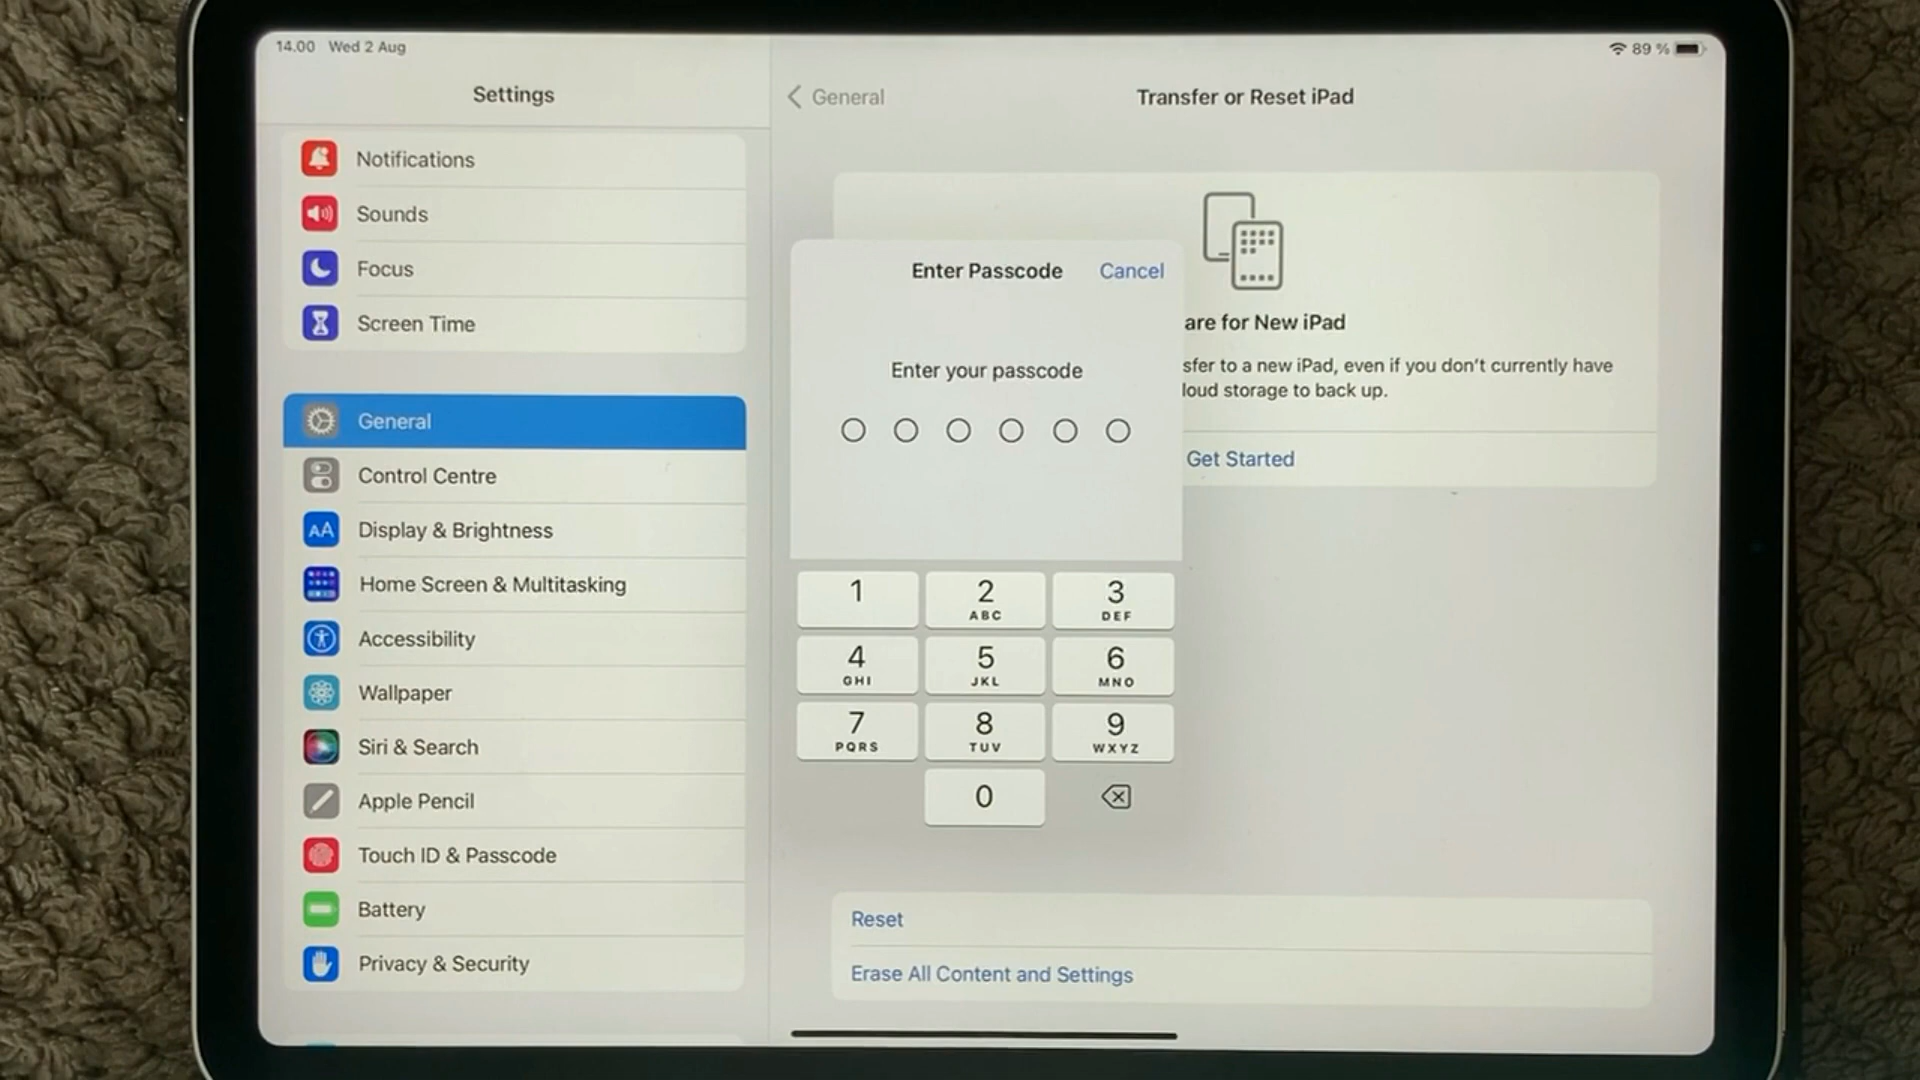 14.00 Wed 2 Aug
89 %
Settings
Notifications
Sounds
Focus
Screen Time
General
Control Centre
AA
Display & Brightness
Home Screen & Multitasking
Accessibility
Wallpaper
Siri & Search
Apple Pencil
Touch ID & Passcode
Battery
Privacy & Security
General
Transfer or Reset iPad
are for New iPad
sfer to a new iPad, even if you don't currently have
loud storage to back up.
Get Started
Enter Passcode
Cancel
Enter your passcode
1
2
ABC
3
DEF
4
GHI
5
JKL
6
MNO
7
PQRS
8
TUV
9
WXYZ
0
Reset
Erase All Content and Settings